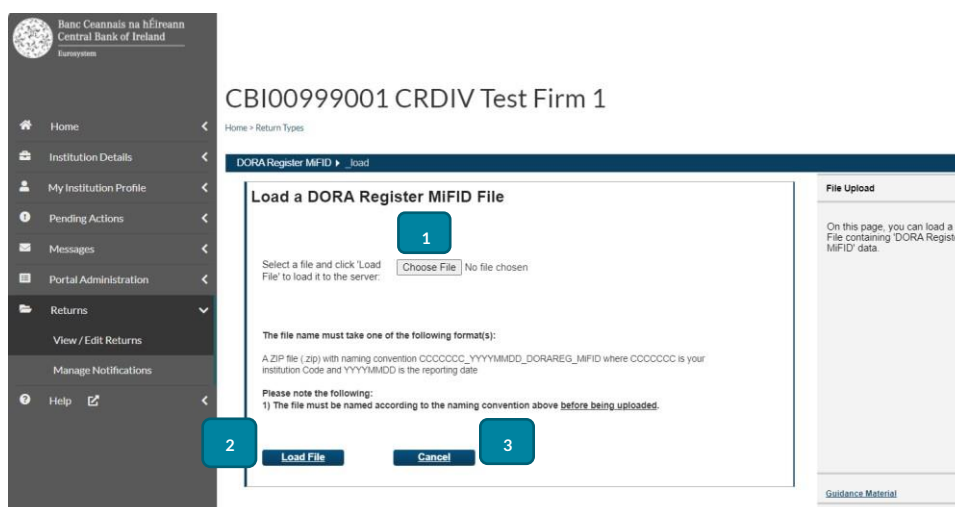 Banc Ceannais na hÉireann
Central Bank of Ireland
Eurosystem
CBI00999001 CRDIV Test Firm 1
Home > Return Types
Home
Institution Details
My Institution Profile
Pending Actions
Messages
Portal Administration
Returns
View / Edit Returns
Manage Notifications
Help
DORA Register MiFID _load
Load a DORA Register MiFID File
1
Select a file and click 'Load
File' to load it to the server:
Choose File No file chosen
The file name must take one of the following format(s):
A ZIP file (.zip) with naming convention CCCCCCC_YYYYMMDD_DORAREG_MiFID where CCCCCCC is your
institution Code and YYYYMMDD is the reporting date
Please note the following:
1) The file must be named according to the naming convention above before being uploaded.
2
Load File
Cancel
3
File Upload
On this page, you can load a
File containing 'DORA Regist
MiFID' data.
Guidance Material